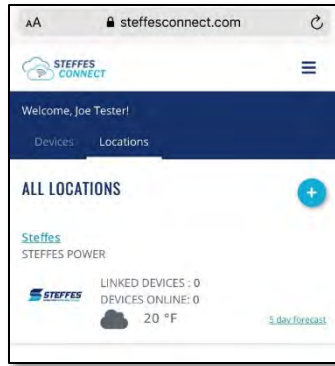 AA steffesconnect.com
STEFFES
CONNECT
Welcome, Joe Tester!
Devices Locations
ALL LOCATIONS +
Steffes
STEFFES POWER
LINKED DEVICES : 0
STEFFES DEVICES ONLINE: 0
20 °F 5 day forecast